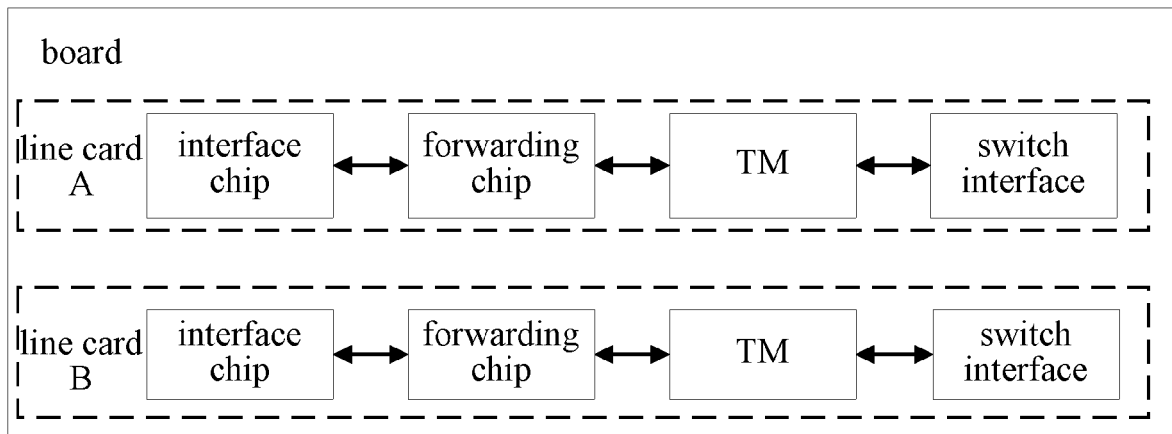 board
line card
A
interface
chip
forwarding
chip
TM
switch
interface
line card
B
interface
chip
forwarding
chip
TM
switch
interface